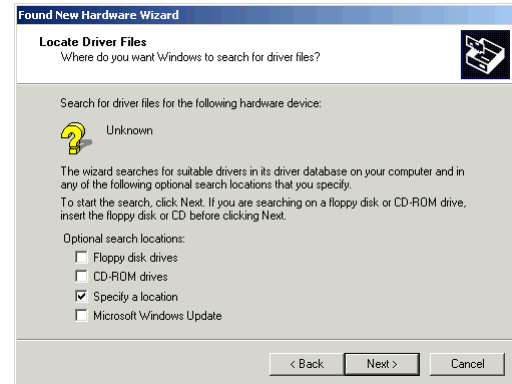 Found New Hardware Wizard
Locate Driver Files
Where do you want Windows to search for driver files?
Search for driver files for the following hardware device:
Unknown
The wizard searches for suitable drivers in its driver database on your computer and in
any of the following optional search locations that you specify.
To start the search, click Next. If you are searching on a floppy disk or CD-ROM drive,
insert the floppy disk or CD before clicking Next.
Optional search locations:
Floppy disk drives
CD-ROM drives
Specify a location
Microsoft Windows Update
< Back
Next >
Cancel